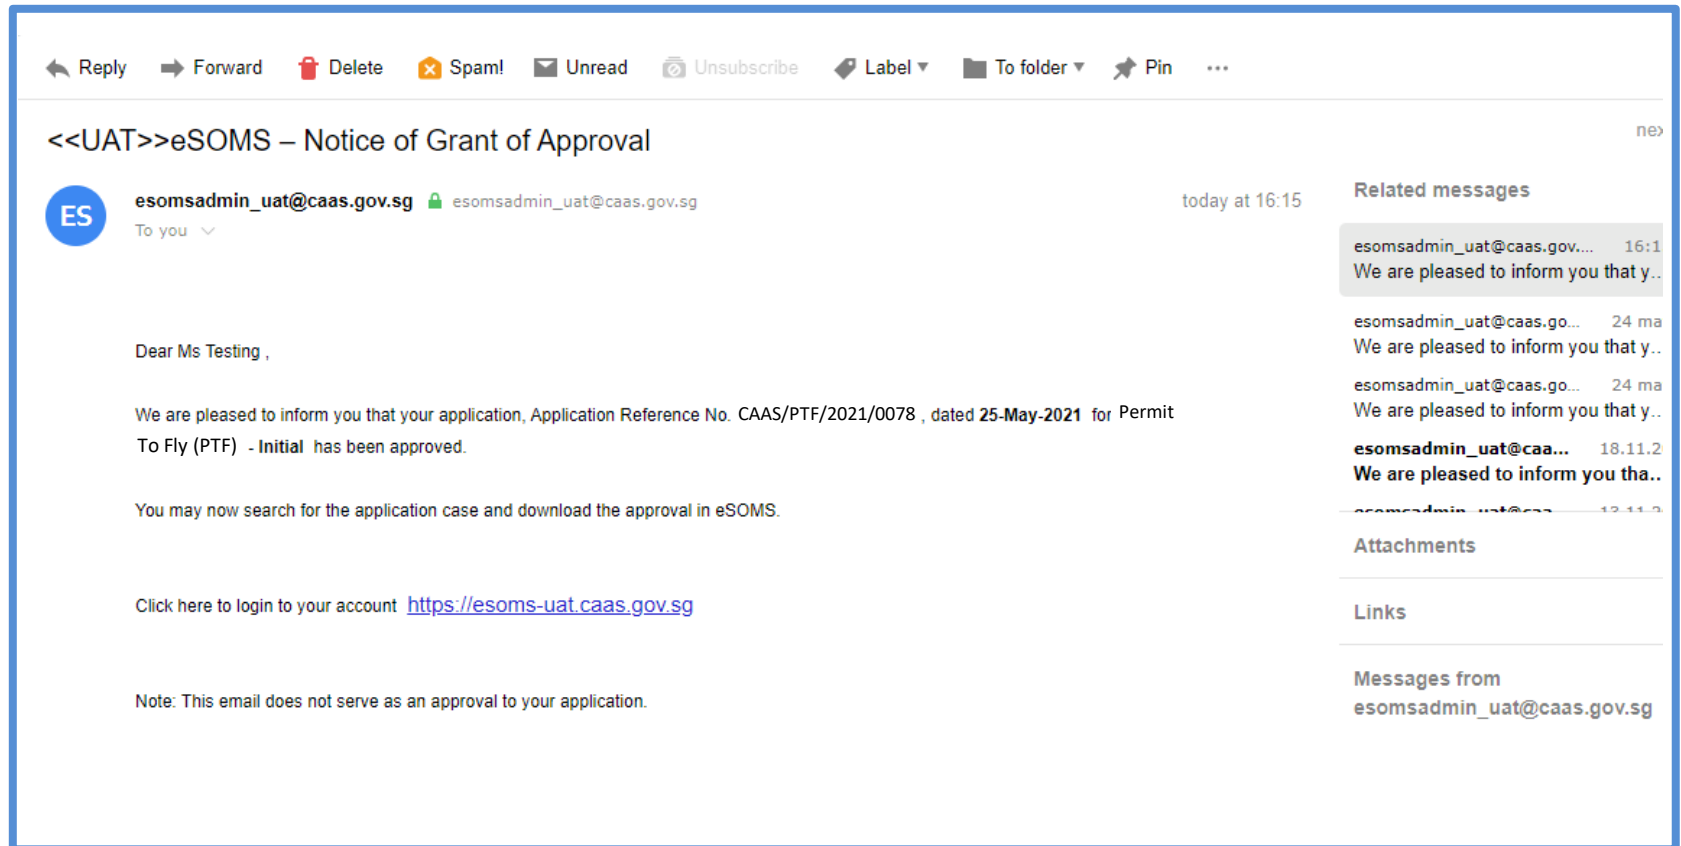 Reply Forward Delete Spam! Unread Unsubscribe Label To folder Pin ...
<<UAT>>eSOMS – Notice of Grant of Approval
ES
esomsadmin_uat@caas.gov.sg esomsadmin_uat@caas.gov.sg today at 16:15
To you
Dear Ms Testing ,
We are pleased to inform you that your application, Application Reference No. CAAS/PTF/2021/0078 , dated 25-May-2021 for Permit
To Fly (PTF) - Initial has been approved.
You may now search for the application case and download the approval in eSOMS.
Click here to login to your account https://esoms-uat.caas.gov.sg
Note: This email does not serve as an approval to your application.
Related messages
esomsadmin_uat@caas.gov....
We are pleased to inform you that y..
esomsadmin_uat@caas.go... 24 ma
We are pleased to inform you that y..
esomsadmin_uat@caas.go... 24 ma
We are pleased to inform you that y..
esomsadmin_uat@caa... 18.11.2
We are pleased to inform you tha..
Attachments
Links
Messages from
esomsadmin_uat@caas.gov.sg